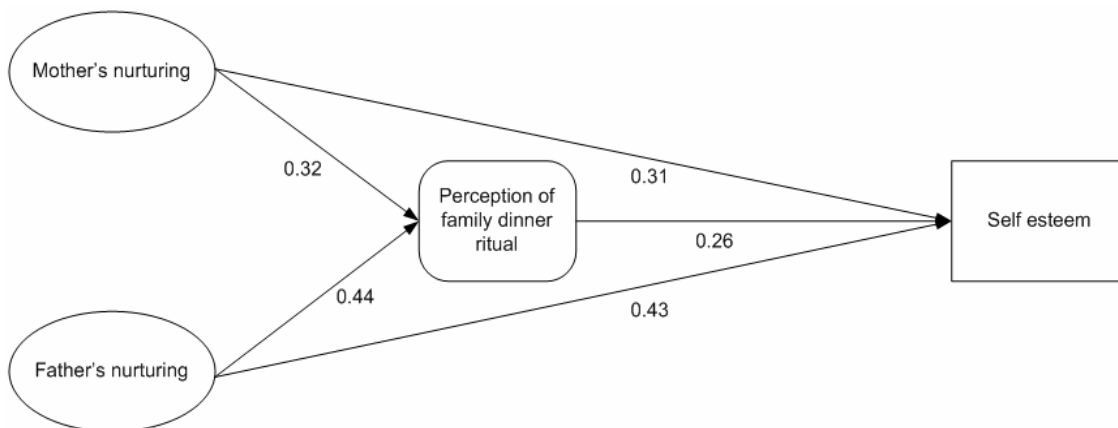 Mother's nurturing
0.32
0.31
Perception of
family dinner
ritual
Self esteem
0.26
0.44
0.43
Father's nurturing